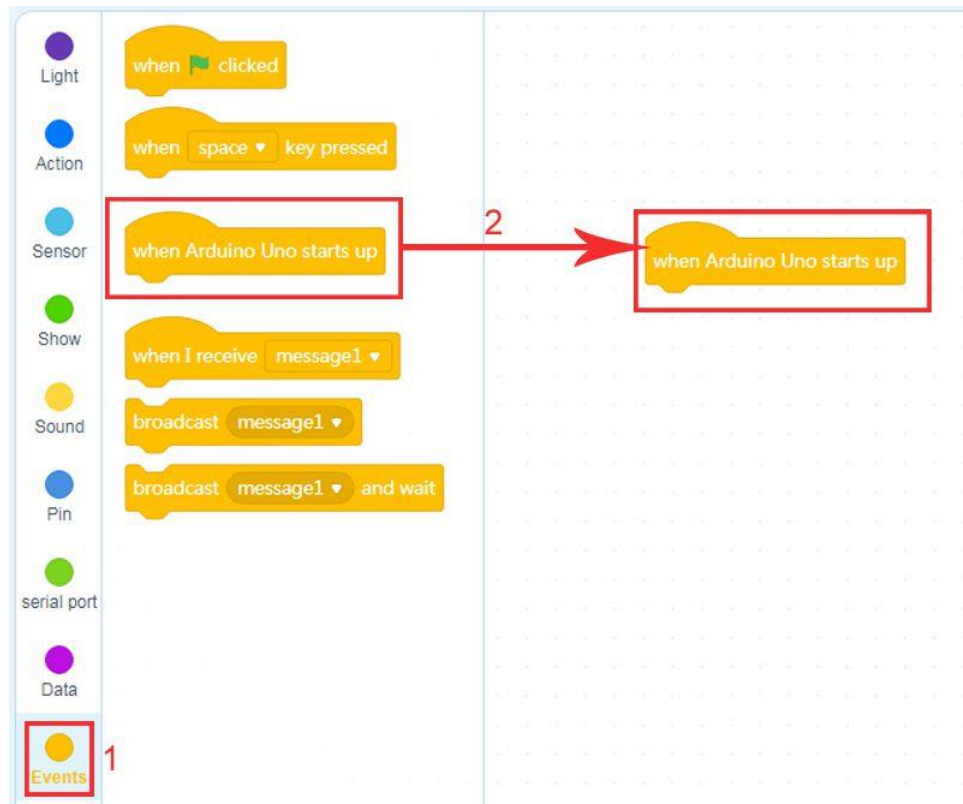 Light
Action
Sensor
Show
Sound
Pin
serial port
Data
Events
1
when clicked
when space key pressed
when Arduino Uno starts up
when I receive message1
broadcast message1
broadcast message1 and wait
2
when Arduino Uno starts up